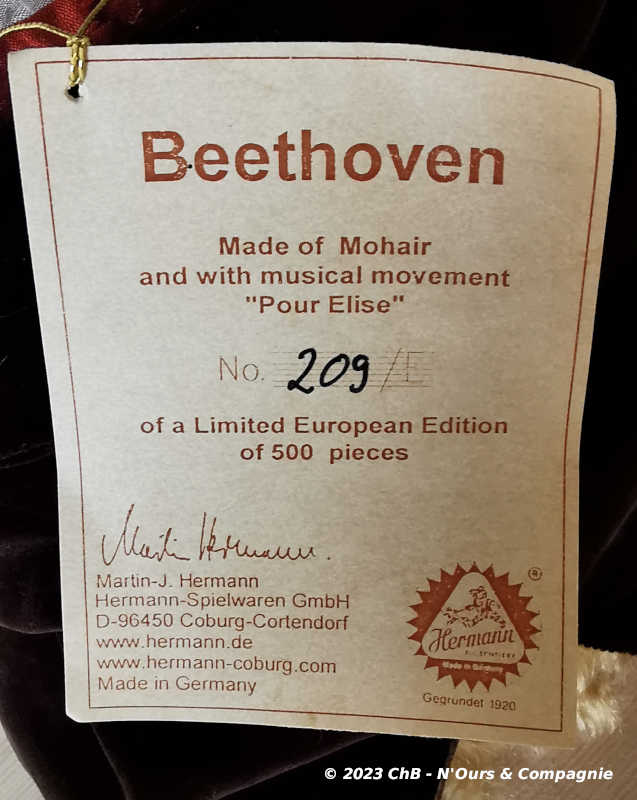 Beethoven
Made of Mohair
and with musical movement
"Pour Elise"
No. 209/E
of a Limited European Edition
of 500 pieces
Martin Hermann.
Martin-J. Hermann
Hermann-Spielwaren GmbH
D-96450 Coburg-Cortendorf
www.hermann.de
www.hermann-coburg.com
Made in Germany
®
Hermann
Made in Germany
Gegründet 1920
© 2023 ChB - N'Ours & Compagnie